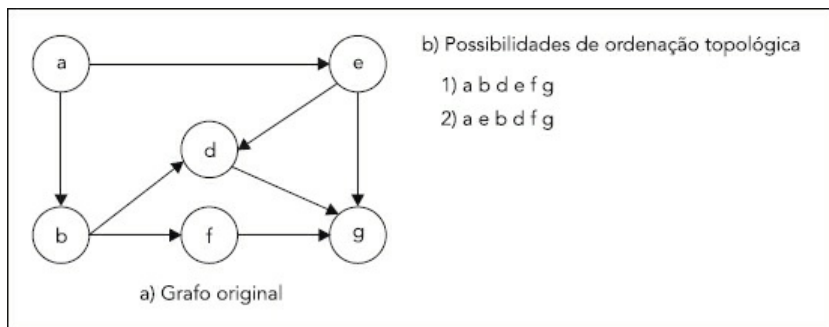 a
e
d
b
f
g
a) Grafo original
b) Possibilidades de ordenação topológica
1) a b d e f g
2) a e b d f g